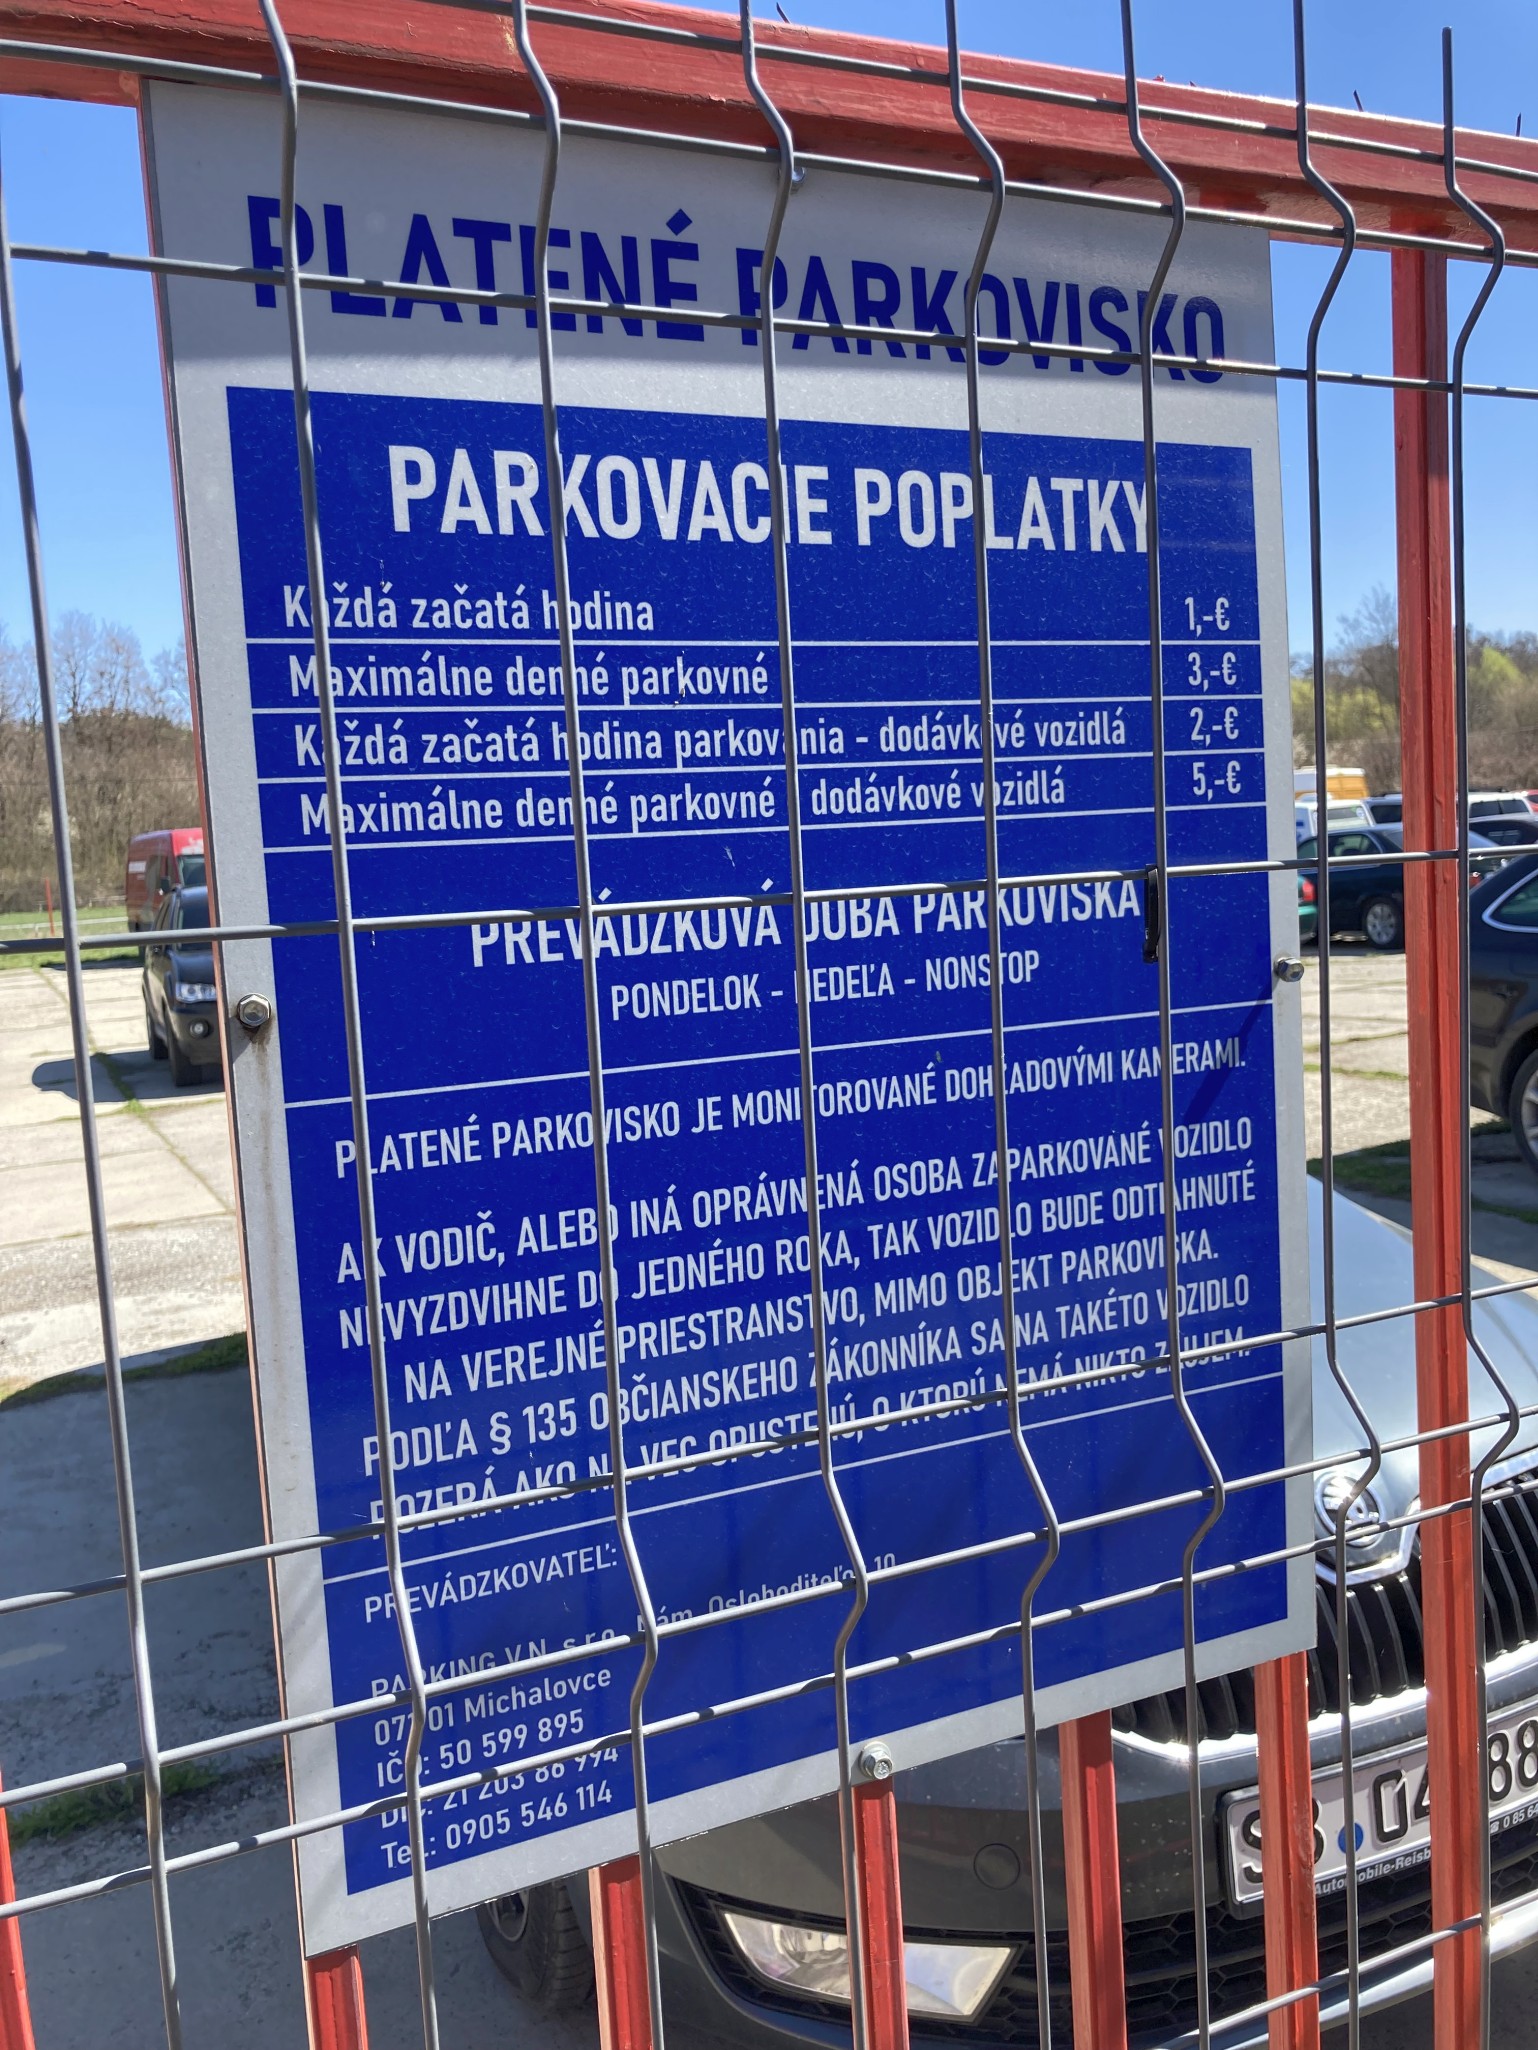 PLATENÉ PARKOVISKO
PARKOVACIE POPLATKY
Každá začatá hodina 1,-€
Maximálne denné parkovné 3,-€
Každá začatá hodina parkovania - dodávkové vozidlá 2,-€
Maximálne denné parkovné - dodávkové vozidlá 5,-€
PREVÁDZKOVÁ DOBA PARKOVISKA
PONDELOK - NEDEĽA - NONSTOP
PLATENÉ PARKOVISKO JE MONITOROVANÉ DOHĽADOVÝMI KAMERAMI.
AK VODIČ, ALEBO INÁ OPRÁVNENÁ OSOBA ZAPARKOVANÉ VOZIDLO
NEVYZDVIHNE DO JEDNÉHO ROKA, TAK VOZIDLO BUDE ODTIAHNUTÉ
NA VEREJNÉ PRIESTRANSTVO, MIMO OBJEKT PARKOVISKA.
PODĽA § 135 OBČIANSKEHO ZÁKONNÍKA SA NA TAKÉTO VOZIDLO
POZERÁ AKO NA VEC OPUSTENÚ, O KTORÚ NEMÁ NIKTO ZÁUJEM.
PREVÁDZKOVATEĽ:
PARKING V.N. s.r.o. Nám. Osloboditeľov 10
071 01 Michalovce
IČO: 50 599 895
DIČ: 21 203 86 994
Tel.: 0905 546 114